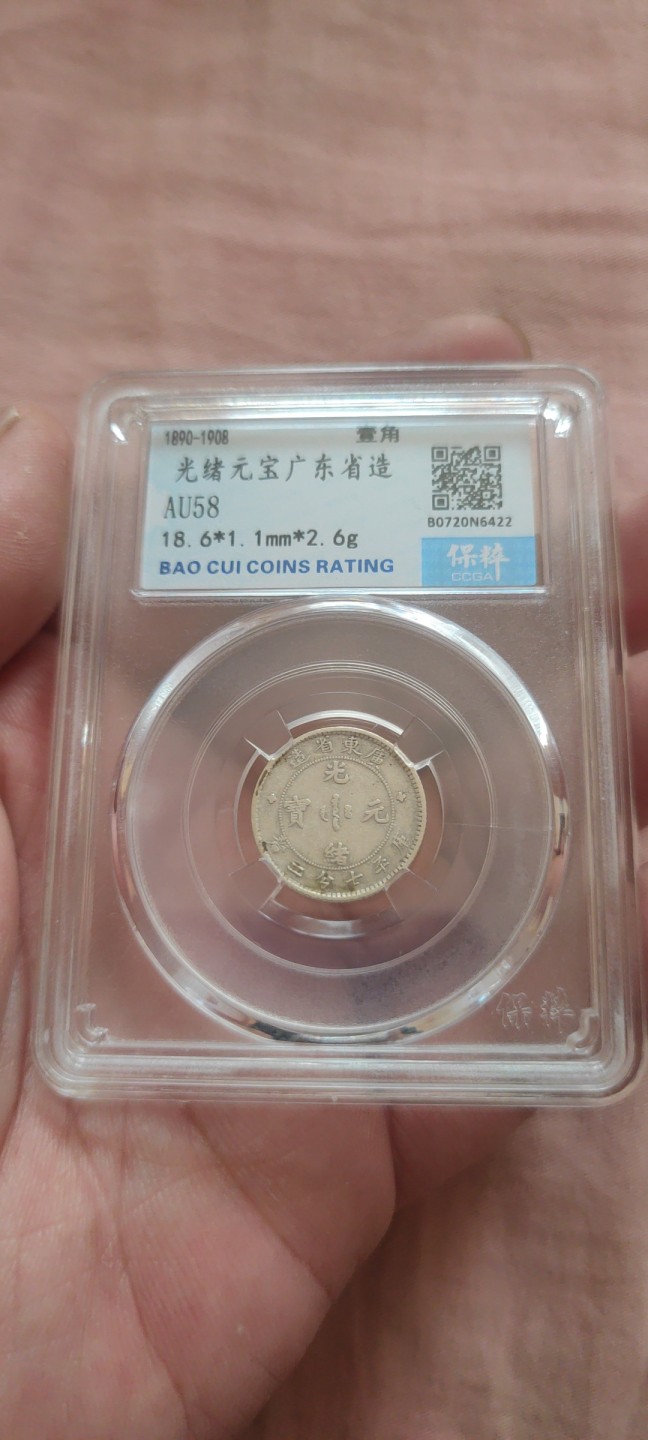 1890-1908 壹角
光绪元宝广东省造
AU58
B0720N6422
18.6*1.1mm*2.6g
保粹
CCGA
BAO CUI COINS RATING
造省東廣
光
寶 元
緒
二分七平庫
保粹